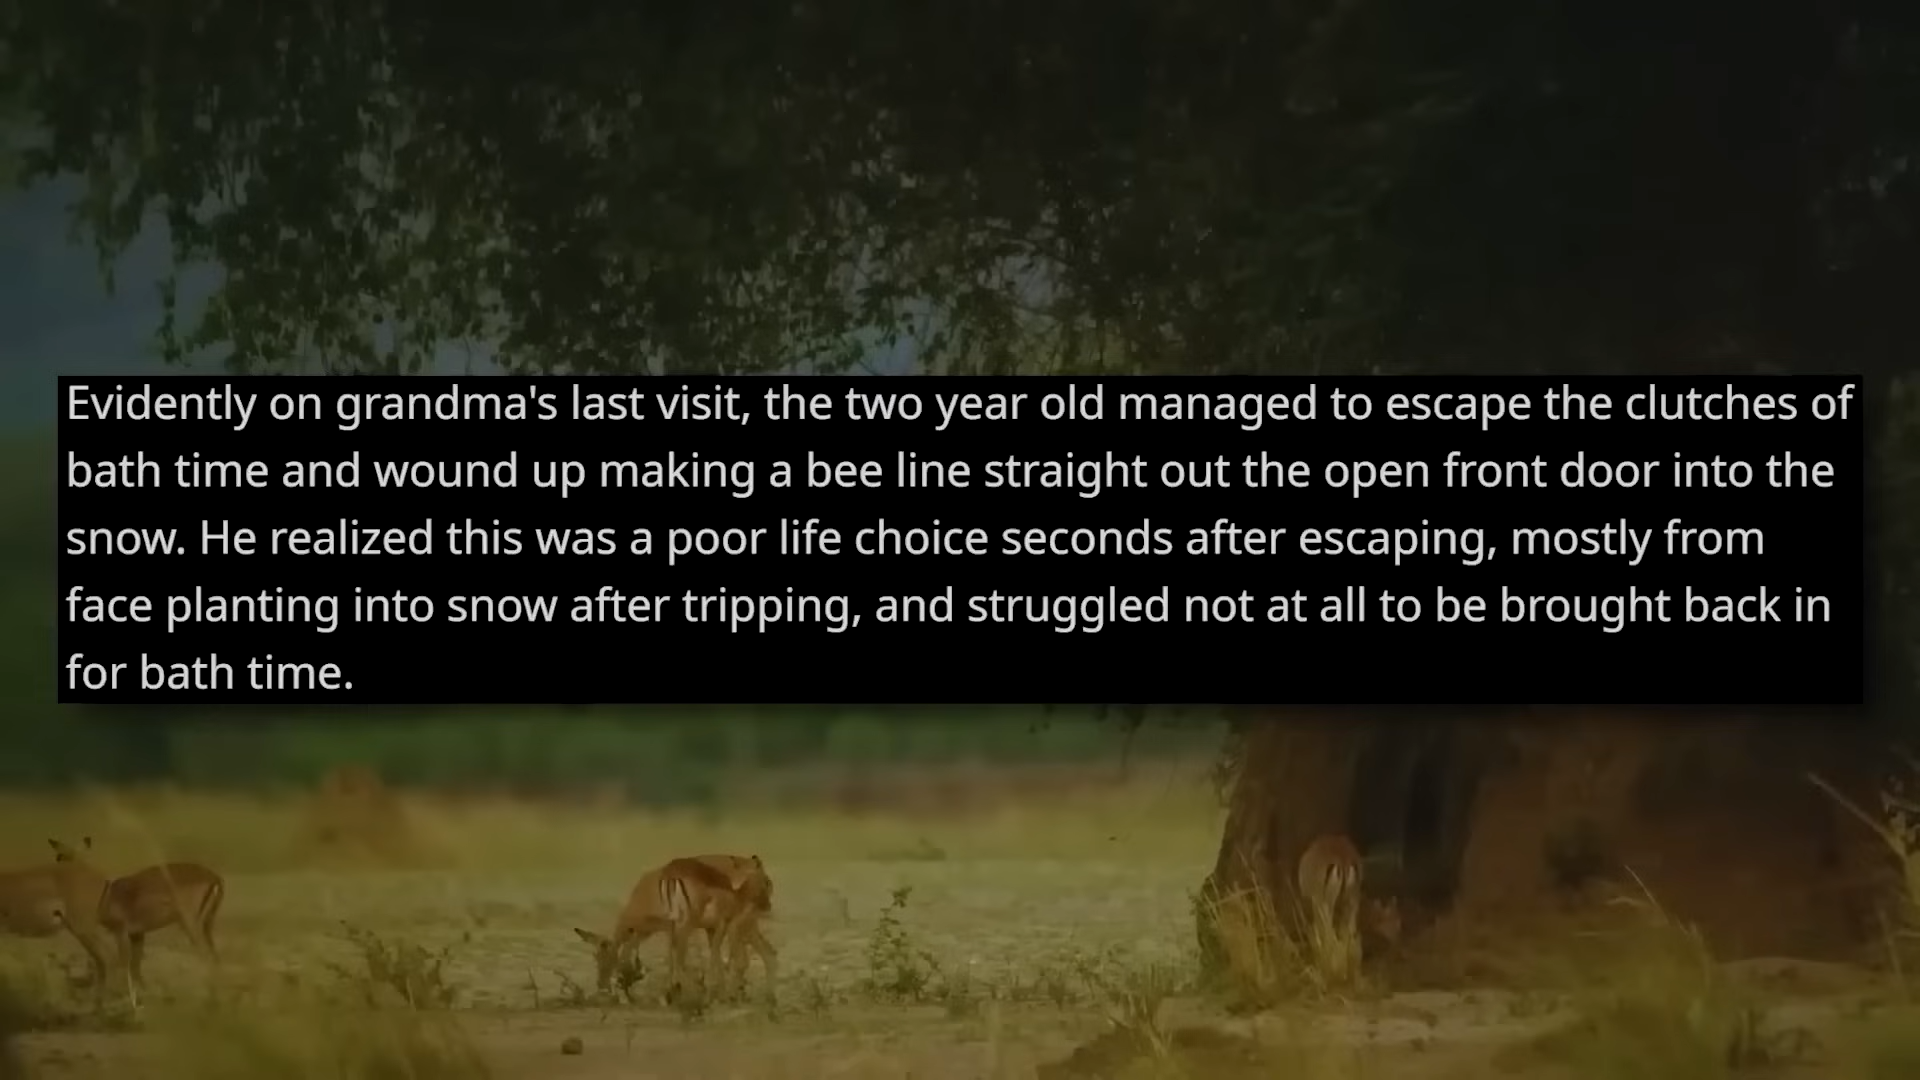 Evidently on grandma's last visit, the two year old managed to escape the clutches of
bath time and wound up making a bee line straight out the open front door into the
snow. He realized this was a poor life choice seconds after escaping, mostly from
face planting into snow after tripping, and struggled not at all to be brought back in
for bath time.